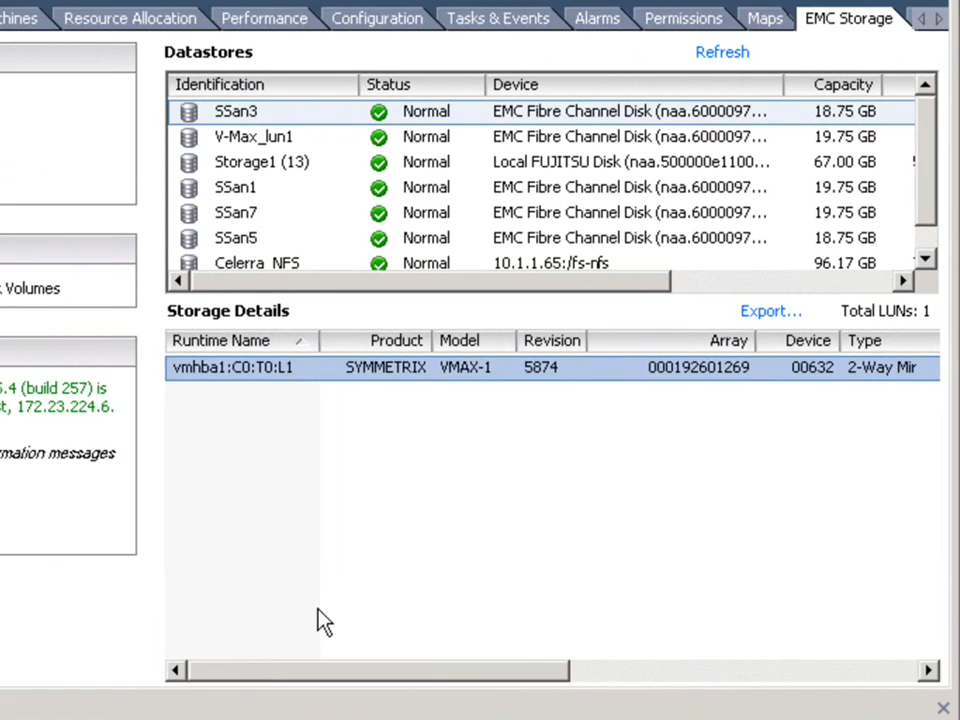 chines Resource Allocation Performance Configuration Tasks & Events Alarms Permissions Maps EMC Storage
Datastores Refresh
Identification Status Device Capacity
SSan3 Normal EMC Fibre Channel Disk (naa.6000097... 18.75 GB
V-Max_lun1 Normal EMC Fibre Channel Disk (naa.6000097... 19.75 GB
Storage1 (13) Normal Local FUJITSU Disk (naa.500000e1100... 67.00 GB
SSan1 Normal EMC Fibre Channel Disk (naa.6000097... 19.75 GB
SSan7 Normal EMC Fibre Channel Disk (naa.6000097... 19.75 GB
SSan5 Normal EMC Fibre Channel Disk (naa.6000097... 18.75 GB
Celerra NFS Normal 10.1.1.65:/fs-nfs 96.17 GB
Volumes
Storage Details Export... Total LUNs: 1
Runtime Name Product Model Revision Array Device Type
vmhba1:C0:T0:L1 SYMMETRIX VMAX-1 5874 000192601269 00632 2-Way Mir
5.4 (build 257) is
st, 172.23.224.6.
rmation messages